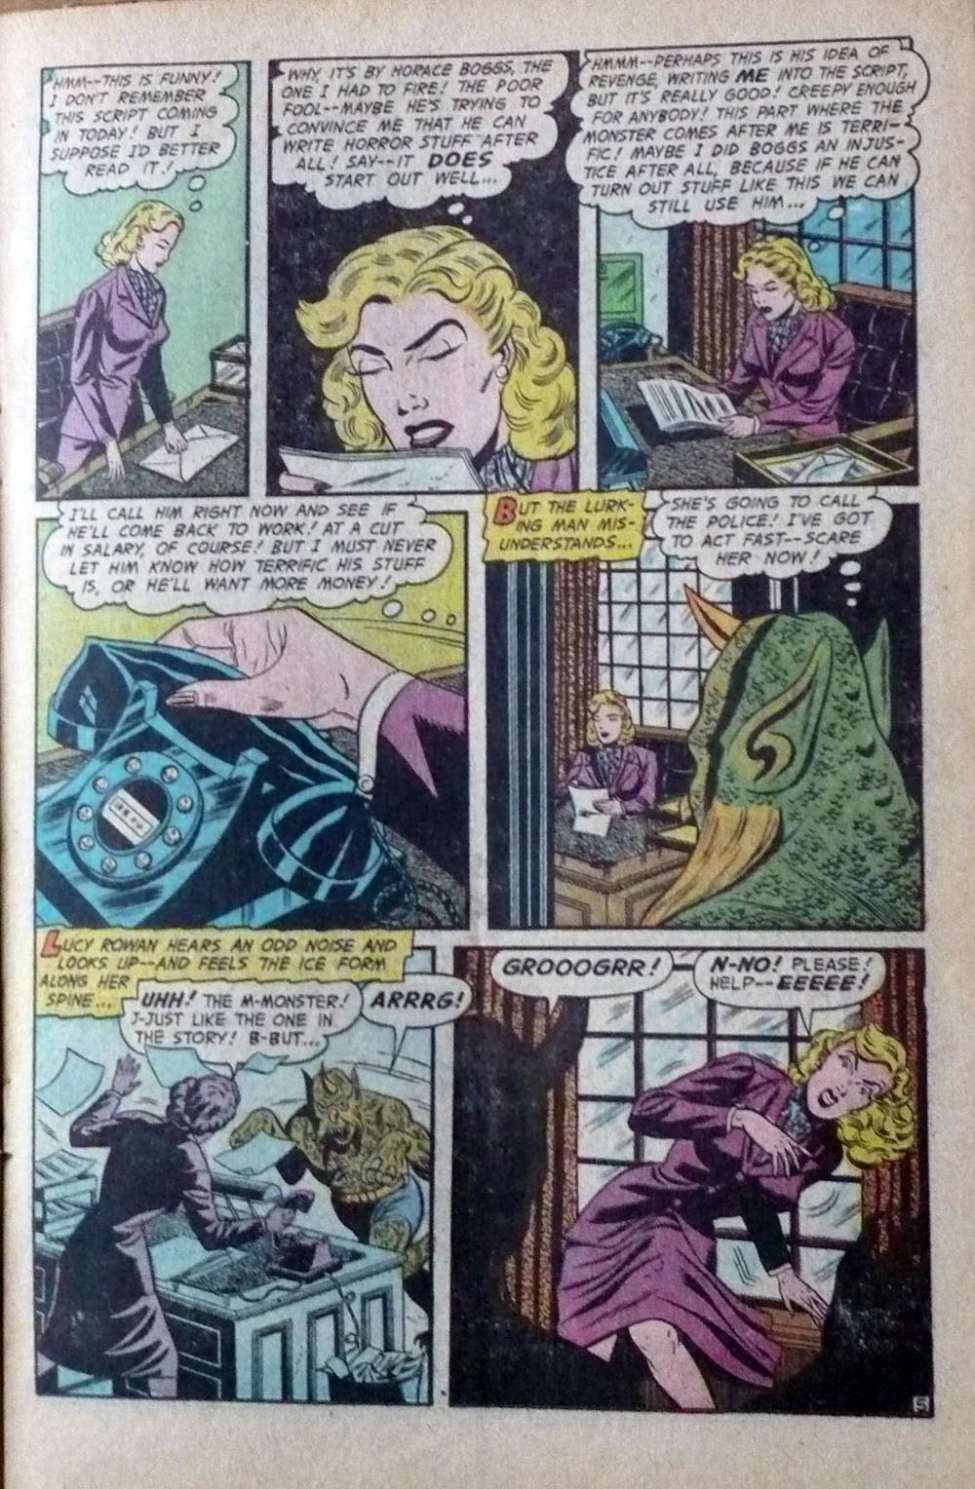 HMM--THIS IS FUNNY!
I DON'T REMEMBER
THIS SCRIPT COMING
IN TODAY! BUT I
SUPPOSE I'D BETTER
READ IT!
WHY, IT'S BY HORACE BOGGS, THE
ONE I HAD TO FIRE! THE POOR
FOOL--MAYBE HE'S TRYING TO
CONVINCE ME THAT HE CAN
WRITE HORROR STUFF AFTER
ALL! SAY--IT DOES
START OUT WELL...
HMMM--PERHAPS THIS IS HIS IDEA OF
REVENGE, WRITING ME INTO THE SCRIPT,
BUT IT'S REALLY GOOD! CREEPY ENOUGH
FOR ANYBODY! THIS PART WHERE THE
MONSTER COMES AFTER ME IS TERRI-
FIC! MAYBE I DID BOGGS AN INJUS-
TICE AFTER ALL, BECAUSE IF HE CAN
TURN OUT STUFF LIKE THIS WE CAN
STILL USE HIM...
I'LL CALL HIM RIGHT NOW AND SEE IF
HE'LL COME BACK TO WORK! AT A CUT
IN SALARY, OF COURSE! BUT I MUST NEVER
LET HIM KNOW HOW TERRIFIC HIS STUFF
IS, OR HE'LL WANT MORE MONEY!
BUT THE LURK-
ING MAN MIS-
UNDERSTANDS...
SHE'S GOING TO CALL
THE POLICE! I'VE GOT
TO ACT FAST--SCARE
HER NOW!
LUCY ROWAN HEARS AN ODD NOISE AND
LOOKS UP--AND FEELS THE ICE FORM
ALONG HER
SPINE...
UHH! THE M-MONSTER!
J-JUST LIKE THE ONE IN
THE STORY! B-BUT...
ARRRG!
GROOOGRR!
N-NO! PLEASE!
HELP--EEEEE!
5